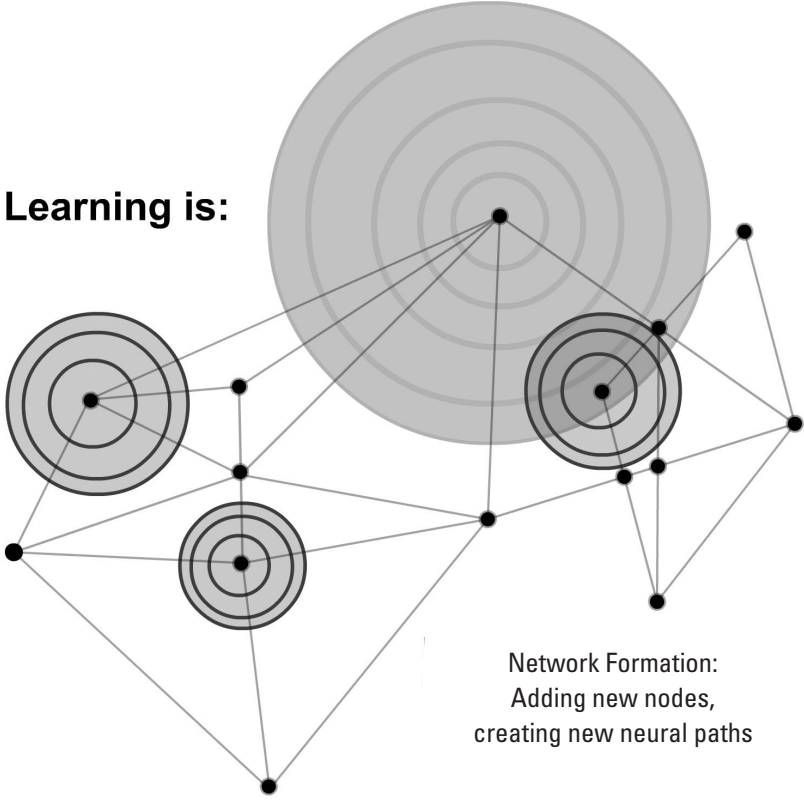 Learning is:
Network Formation:
Adding new nodes,
creating new neural paths